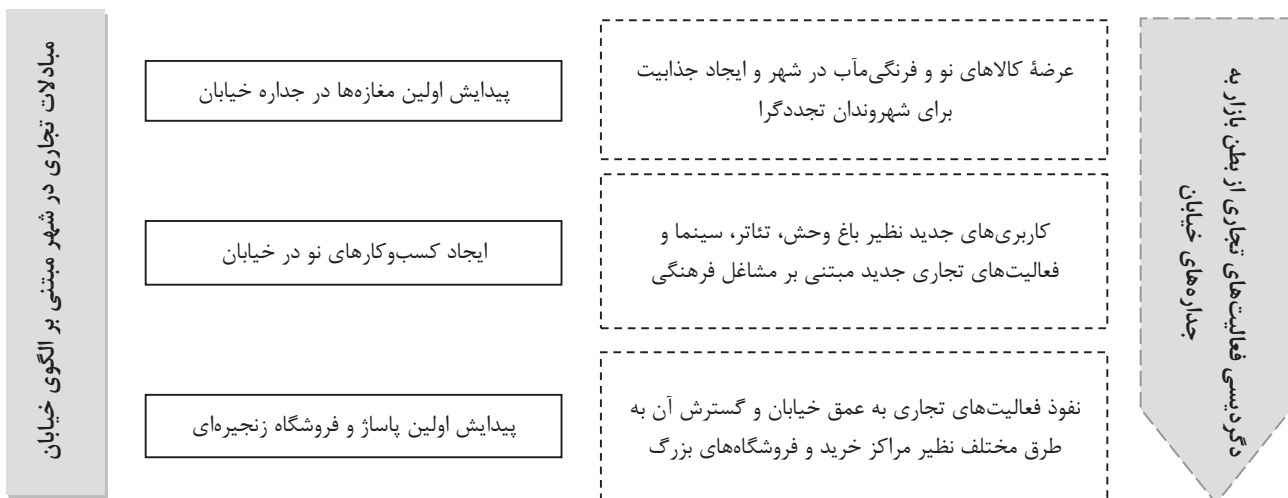 دگردیسی فعالیت‌های تجاری از بطن بازار به
جداره‌های خیابان
عرضهٔ کالاهای نو و فرنگی‌مآب در شهر و ایجاد جذابیت
برای شهروندان تجددگرا
پیدایش اولین مغازه‌ها در جداره خیابان
کاربری‌های جدید نظیر باغ وحش، تئاتر، سینما و
فعالیت‌های تجاری جدید مبتنی بر مشاغل فرهنگی
ایجاد کسب‌وکارهای نو در خیابان
نفوذ فعالیت‌های تجاری به عمق خیابان و گسترش آن به
طرق مختلف نظیر مراکز خرید و فروشگاه‌های بزرگ
پیدایش اولین پاساژ و فروشگاه زنجیره‌ای
مبادلات تجاری در شهر مبتنی بر الگوی خیابان